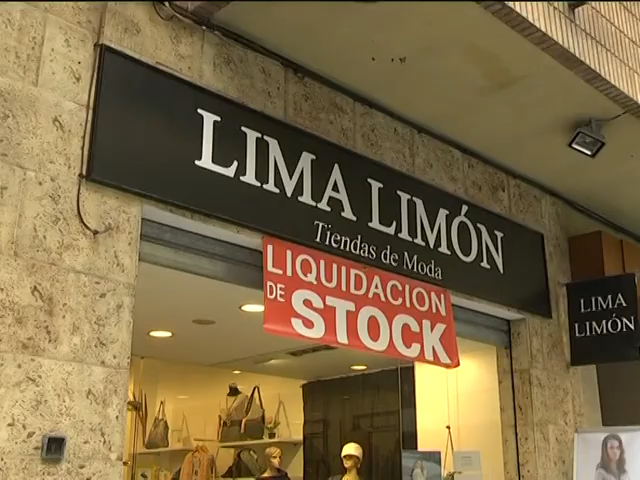 LIMA LIMÓN
Tiendas de Moda
LIQUIDACION
DE STOCK
LIMA
LIMÓN